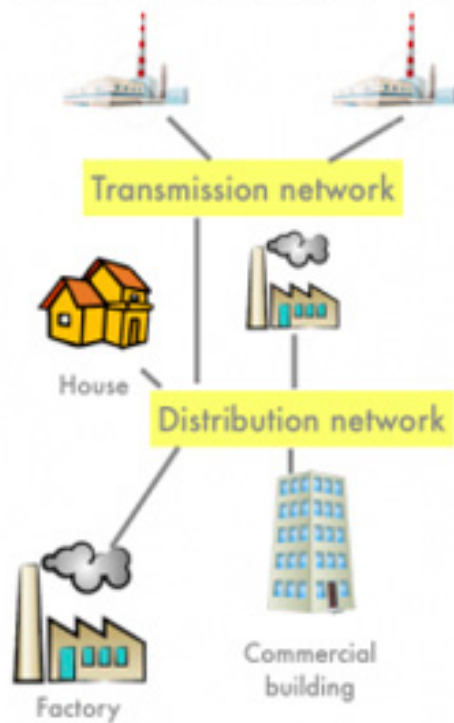 Transmission network
House
Distribution network
Commercial
building
Factory